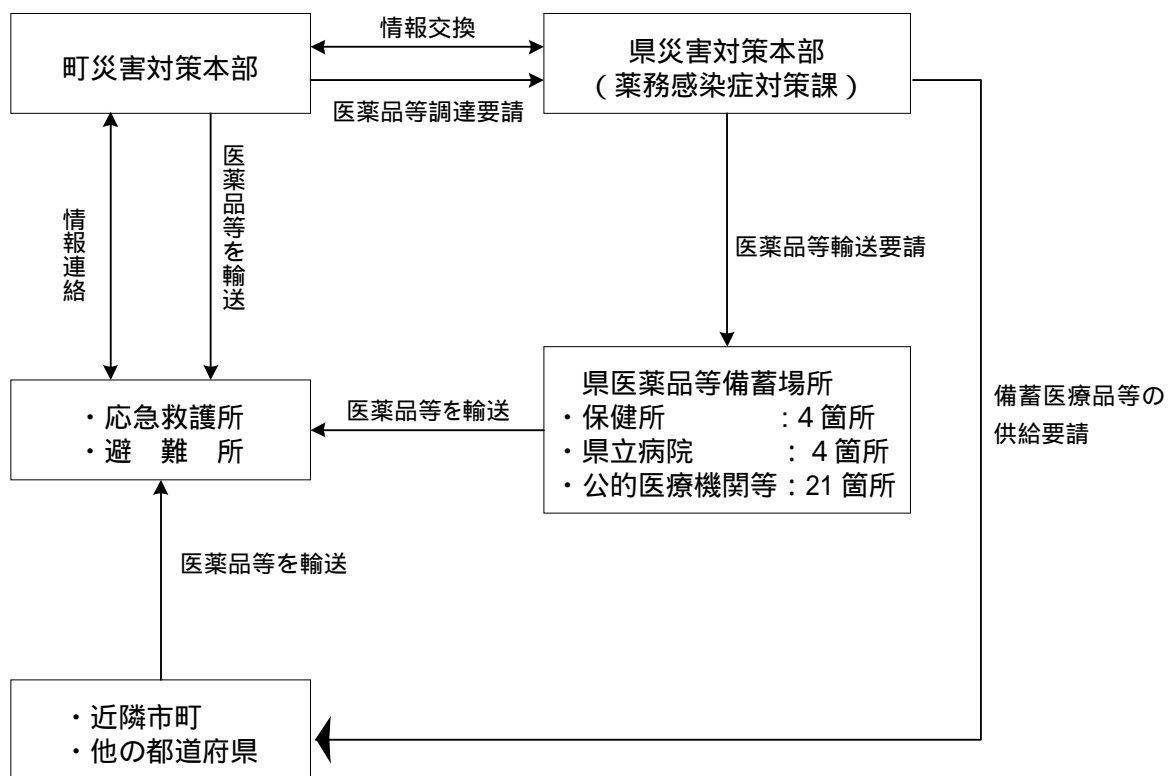 情報交換
町災害対策本部
県災害対策本部
（薬務感染症対策課）
医薬品等調達要請
医薬品等を輸送
情報連絡
医薬品等輸送要請
・応急救護所
・避　難　所
医薬品等を輸送
県医薬品等備蓄場所
・保健所　　　　：4 箇所
・県立病院　　　：4 箇所
・公的医療機関等：21 箇所
備蓄医療品等の
供給要請
医薬品等を輸送
・近隣市町
・他の都道府県